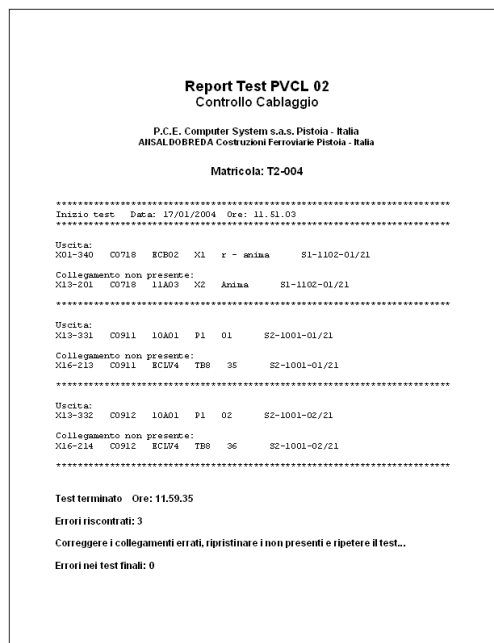 Report Test PVCL 02
Controllo Cablaggio
P.C.E. Computer System s.a.s. Pistoia - Italia
ANSALDOBREDA Costruzioni Ferroviarie Pistoia - Italia
Matricola: T2-004
************************************************************************
Inizio test Data: 17/01/2004 Ore: 11.51.03
************************************************************************
Uscita:
X01-340 C0718 ECB02 X1 r - anima S1-1102-01/21
Collegamento non presente:
X13-201 C0718 11A03 X2 Anima S1-1102-01/21
************************************************************************
Uscita:
X13-331 C0911 10A01 P1 01 S2-1001-01/21
Collegamento non presente:
X16-213 C0911 ECLV4 TB8 35 S2-1001-01/21
************************************************************************
Uscita:
X13-332 C0912 10A01 P1 02 S2-1001-02/21
Collegamento non presente:
X16-214 C0912 ECLV4 TB8 36 S2-1001-02/21
************************************************************************
Test terminato Ore: 11.59.35
Errori riscontrati: 3
Correggere i collegamenti errati, ripristinare i non presenti e ripetere il test...
Errori nei test finali: 0